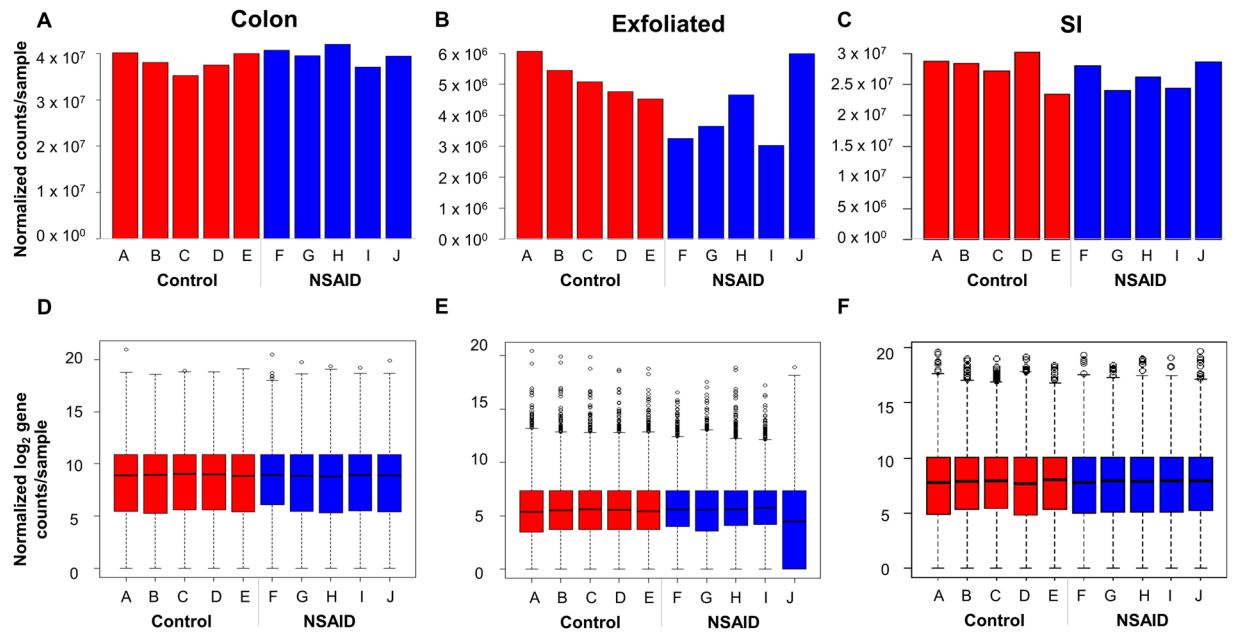 A
Colon
B
Exfoliated
C
SI
Normalized counts/sample
4 x 10⁷
3 x 10⁷
2 x 10⁷
1 x 10⁷
0 x 10⁰
A B C D E F G H I J
Control NSAID
6 x 10⁶
5 x 10⁶
4 x 10⁶
3 x 10⁶
2 x 10⁶
1 x 10⁶
0 x 10⁰
A B C D E F G H I J
Control NSAID
3 x 10⁷
2 x 10⁷
2 x 10⁷
1 x 10⁷
1 x 10⁷
5 x 10⁶
0 x 10⁰
A B C D E F G H I J
Control NSAID
D
E
F
Normalized log₂ gene
counts/sample
20
15
10
5
0
A B C D E F G H I J
Control NSAID
20
15
10
5
0
A B C D E F G H I J
Control NSAID
20
15
10
5
0
A B C D E F G H I J
Control NSAID